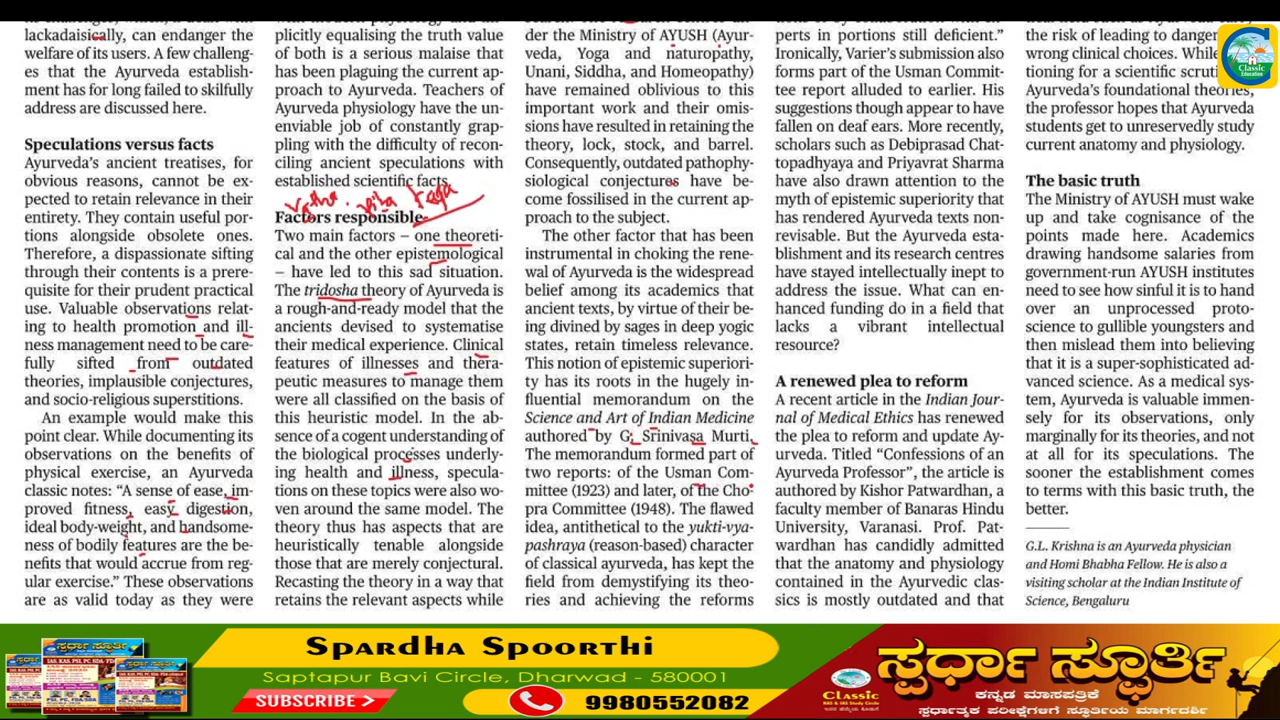 lackadaisically, can endanger the
welfare of its users. A few challeng-
es that the Ayurveda establish-
ment has for long failed to skilfully
address are discussed here.
Speculations versus facts
Ayurveda's ancient treatises, for
obvious reasons, cannot be ex-
pected to retain relevance in their
entirety. They contain useful por-
tions alongside obsolete ones.
Therefore, a dispassionate sifting
through their contents is a prere-
quisite for their prudent practical
use. Valuable observations relat-
ing to health promotion and ill-
ness management need to be care-
fully sifted from outdated
theories, implausible conjectures,
and socio-religious superstitions.
An example would make this
point clear. While documenting its
observations on the benefits of
physical exercise, an Ayurveda
classic notes: "A sense of ease, im-
proved fitness, easy digestion,
ideal body-weight, and handsome-
ness of bodily features are the be-
nefits that would accrue from reg-
ular exercise." These observations
are as valid today as they were
plicitly equalising the truth value
of both is a serious malaise that
has been plaguing the current ap-
proach to Ayurveda. Teachers of
Ayurveda physiology have the un-
enviable job of constantly grap-
pling with the difficulty of recon-
ciling ancient speculations with
established scientific facts.
Factors responsible
Two main factors – one theoreti-
cal and the other epistemological
– have led to this sad situation.
The tridosha theory of Ayurveda is
a rough-and-ready model that the
ancients devised to systematise
their medical experience. Clinical
features of illnesses and thera-
peutic measures to manage them
were all classified on the basis of
this heuristic model. In the ab-
sence of a cogent understanding of
the biological processes underly-
ing health and illness, specula-
tions on these topics were also wo-
ven around the same model. The
theory thus has aspects that are
heuristically tenable alongside
those that are merely conjectural.
Recasting the theory in a way that
retains the relevant aspects while
der the Ministry of AYUSH (Ayur-
veda, Yoga and naturopathy,
Unani, Siddha, and Homeopathy)
have remained oblivious to this
important work and their omis-
sions have resulted in retaining the
theory, lock, stock, and barrel.
Consequently, outdated pathophy-
siological conjectures have be-
come fossilised in the current ap-
proach to the subject.
The other factor that has been
instrumental in choking the rene-
wal of Ayurveda is the widespread
belief among its academics that
ancient texts, by virtue of their be-
ing divined by sages in deep yogic
states, retain timeless relevance.
This notion of epistemic superiori-
ty has its roots in the hugely in-
fluential memorandum on the
Science and Art of Indian Medicine
authored by G. Srinivasa Murti.
The memorandum formed part of
two reports: of the Usman Com-
mittee (1923) and later, of the Cho-
pra Committee (1948). The flawed
idea, antithetical to the yukti-vya-
pashraya (reason-based) character
of classical ayurveda, has kept the
field from demystifying its theo-
ries and achieving the reforms
perts in portions still deficient."
Ironically, Varier's submission also
forms part of the Usman Commit-
tee report alluded to earlier. His
suggestions though appear to have
fallen on deaf ears. More recently,
scholars such as Debiprasad Chat-
topadhyaya and Priyavrat Sharma
have also drawn attention to the
myth of epistemic superiority that
has rendered Ayurveda texts non-
revisable. But the Ayurveda esta-
blishment and its research centres
have stayed intellectually inept to
address the issue. What can en-
hanced funding do in a field that
lacks a vibrant intellectual
resource?
A renewed plea to reform
A recent article in the Indian Jour-
nal of Medical Ethics has renewed
the plea to reform and update Ay-
urveda. Titled "Confessions of an
Ayurveda Professor", the article is
authored by Kishor Patwardhan, a
faculty member of Banaras Hindu
University, Varanasi. Prof. Pat-
wardhan has candidly admitted
that the anatomy and physiology
contained in the Ayurvedic clas-
sics is mostly outdated and that
the risk of leading to
wrong clinical choices. While
tioning for a scientific
Ayurveda's foundational theories,
the professor hopes that Ayurveda
students get to unreservedly study
current anatomy and physiology.
The basic truth
The Ministry of AYUSH must wake
up and take cognisance of the
points made here. Academics
drawing handsome salaries from
government-run AYUSH institutes
need to see how sinful it is to hand
over an unprocessed proto-
science to gullible youngsters and
then mislead them into believing
that it is a super-sophisticated ad-
vanced science. As a medical sys-
tem, Ayurveda is valuable immen-
sely for its observations, only
marginally for its theories, and not
at all for its speculations. The
sooner the establishment comes
to terms with this basic truth, the
better.
G.L. Krishna is an Ayurveda physician
and Homi Bhabha Fellow. He is also a
visiting scholar at the Indian Institute of
Science, Bengaluru
Classic
Education
Spardha Spoorthi
Saptapur Bavi Circle, Dharwad - 580001
SUBSCRIBE
9980552082
ಸ್ಪರ್ಧಾ ಸ್ಫೂರ್ತಿ
ಕನ್ನಡ ಮಾಸಪತ್ರಿಕೆ
ಸ್ಪರ್ಧಾತ್ಮಕ ಪರೀಕ್ಷೆಗಳಿಗೆ ಸ್ಫೂರ್ತಿಯ ಮಾರ್ಗದರ್ಶಿ
Classic